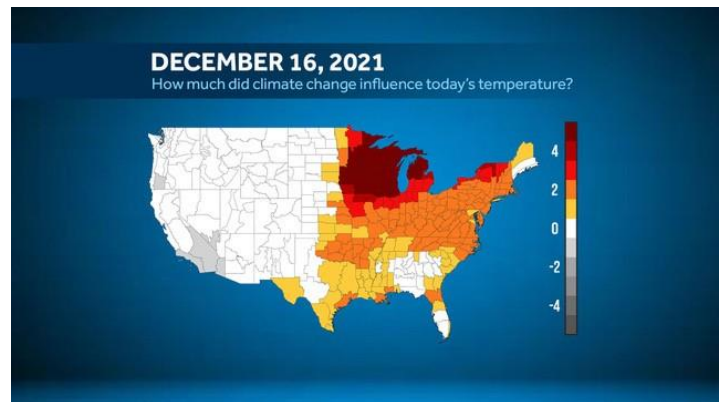 DECEMBER 16, 2021
How much did climate change influence today's temperature?
4
2
0
-2
-4